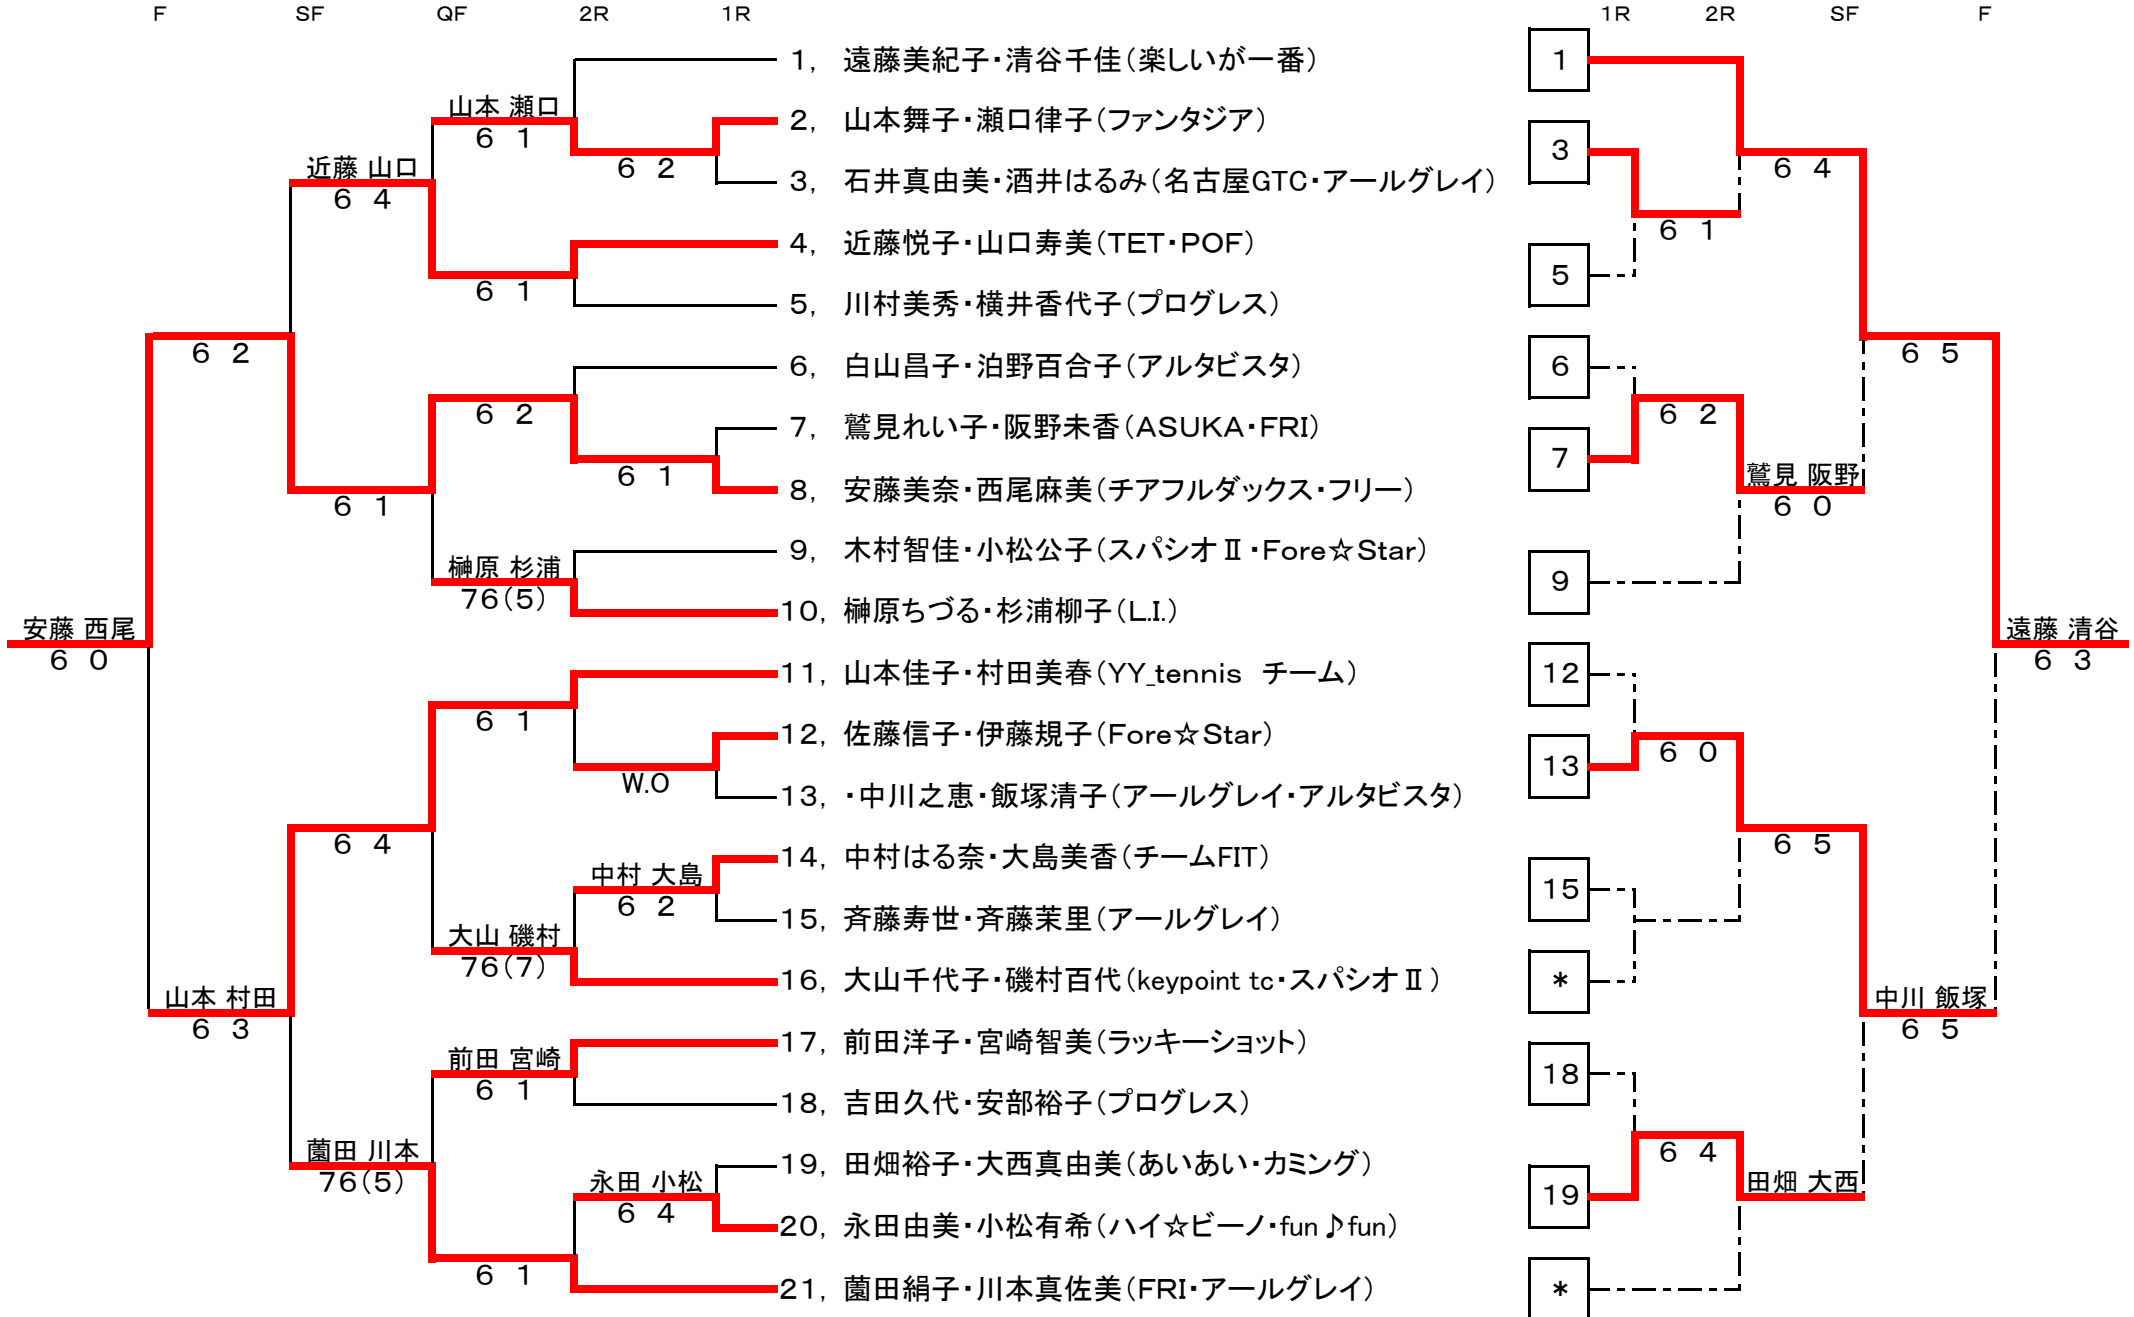 F SF QF 2R 1R 1R 2R SF F
1, 遠藤美紀子・清谷千佳(楽しいが一番) 1
山本 瀬口
6 1
2, 山本舞子・瀬口律子(ファンタジア)
6 2
3
6 4
近藤 山口
6 4
3, 石井真由美・酒井はるみ(名古屋GTC・アールグレイ)
6 1
4, 近藤悦子・山口寿美(TET・POF)
6 1
5
5, 川村美秀・横井香代子(プログレス)
6 2
6 5
6, 白山昌子・泊野百合子(アルタビスタ) 6
6 2
6 2
7, 鷲見れい子・阪野未香(ASUKA・FRI)
6 1
7
鷲見 阪野
6 0
6 1
8, 安藤美奈・西尾麻美(チアフルダックス・フリー)
9, 木村智佳・小松公子(スパシオⅡ・Fore☆Star)
榊原 杉浦
76(5)
9
10, 榊原ちづる・杉浦柳子(L.I.)
安藤 西尾
6 0
遠藤 清谷
6 3
11, 山本佳子・村田美春(YY_tennis チーム) 12
6 1
12, 佐藤信子・伊藤規子(Fore☆Star)
6 0
W.O
13
13, ・中川之恵・飯塚清子(アールグレイ・アルタビスタ)
6 4
6 5
14, 中村はる奈・大島美香(チームFIT)
中村 大島
6 2
15
15, 斉藤寿世・斉藤茉里(アールグレイ)
大山 磯村
76(7)
16, 大山千代子・磯村百代(keypoint tc・スパシオⅡ) *
山本 村田
6 3
中川 飯塚
6 5
17, 前田洋子・宮崎智美(ラッキーショット)
前田 宮崎
6 1
18
18, 吉田久代・安部裕子(プログレス)
6 4
薗田 川本
76(5)
19, 田畑裕子・大西真由美(あいあい・カミング)
永田 小松
6 4
19
田畑 大西
20, 永田由美・小松有希(ハイ☆ビーノ・fun♪fun)
6 1
21, 薗田絹子・川本真佐美(FRI・アールグレイ) *